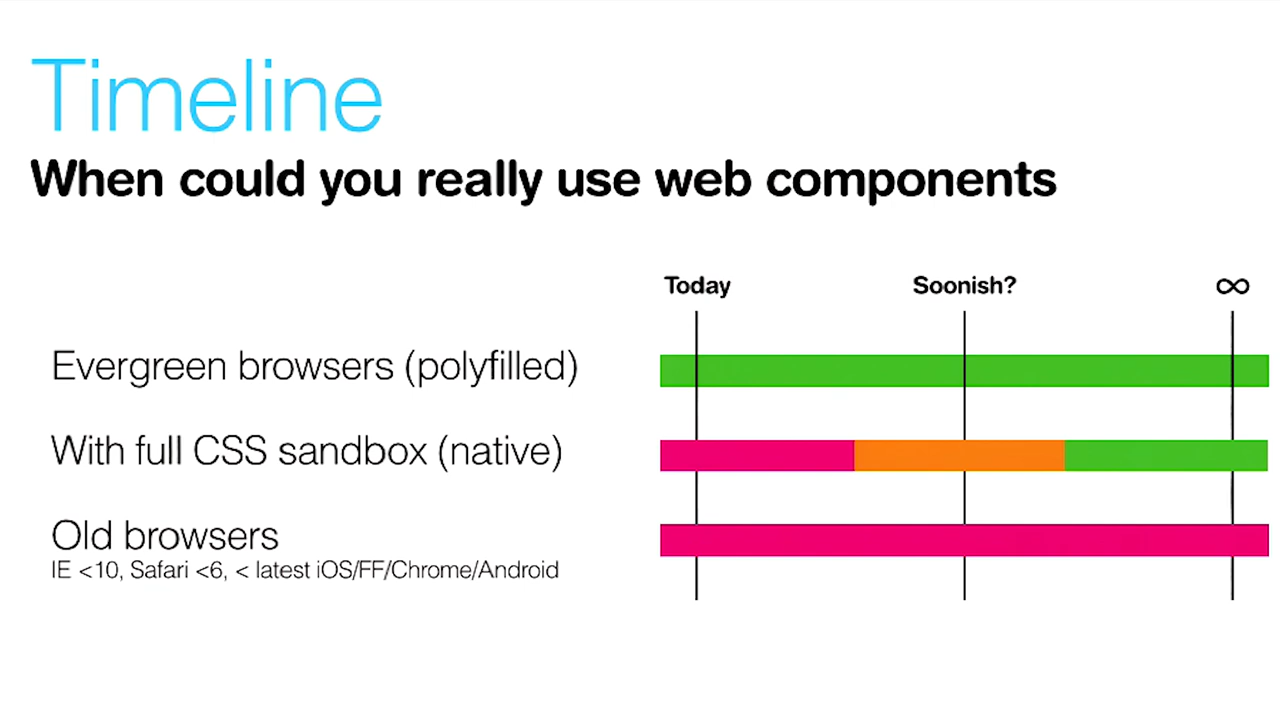 Timeline
When could you really use web components
Today Soonish? ∞
Evergreen browsers (polyfilled)
With full CSS sandbox (native)
Old browsers
IE <10, Safari <6, < latest iOS/FF/Chrome/Android